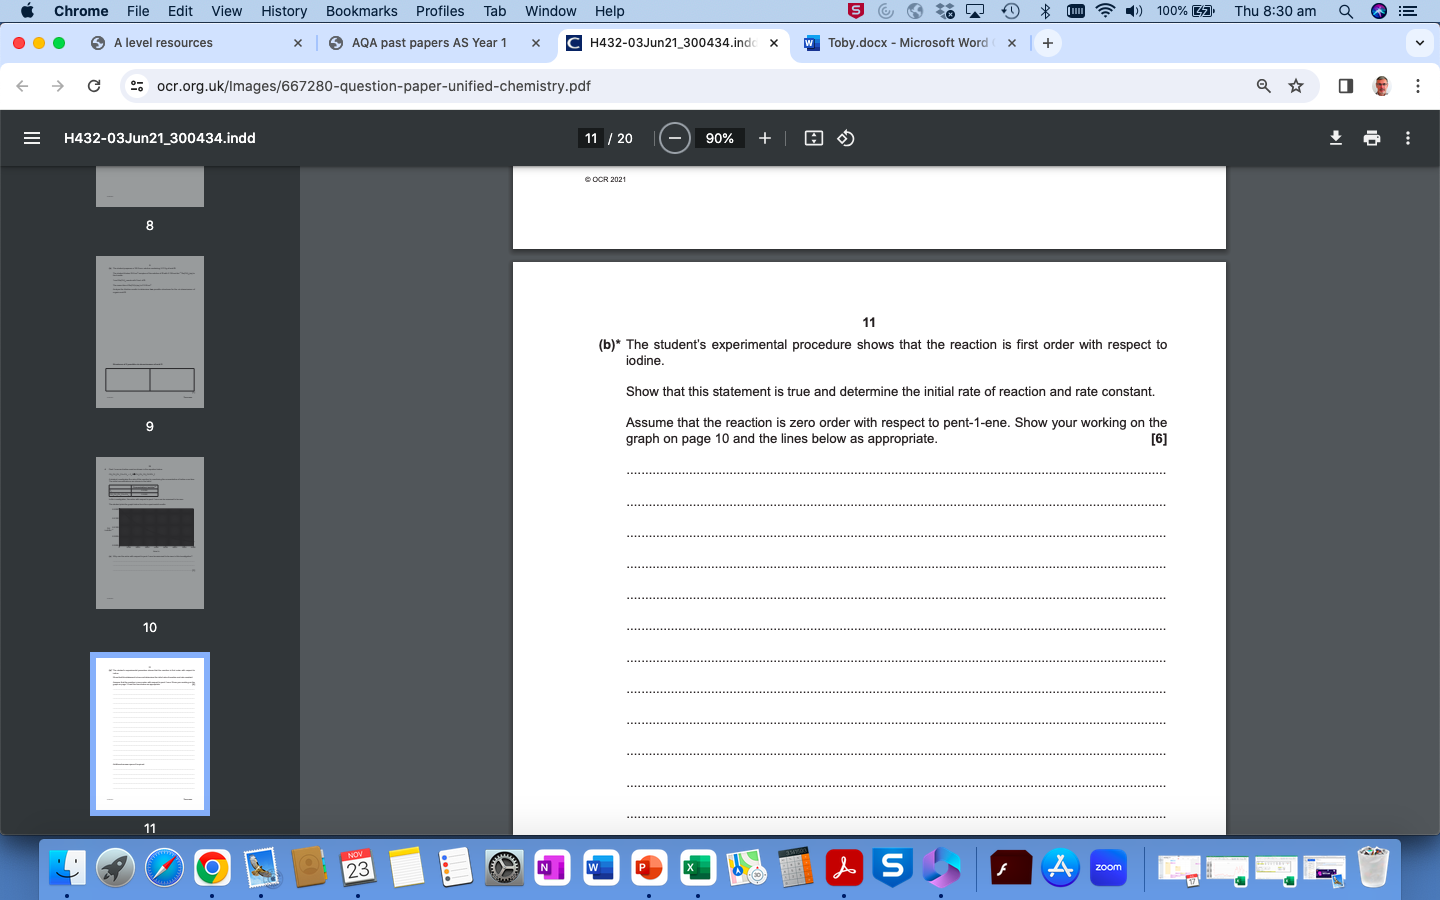 Chrome File Edit View History Bookmarks Profiles Tab Window Help 100% Thu 8:30 am
A level resources AQA past papers AS Year 1 H432-03Jun21_300434.indd Toby.docx - Microsoft Word
ocr.org.uk/Images/667280-question-paper-unified-chemistry.pdf
H432-03Jun21_300434.indd 11 / 20 90%
© OCR 2021
8
9
10
11
11
(b)* The student's experimental procedure shows that the reaction is first order with respect to
iodine.
Show that this statement is true and determine the initial rate of reaction and rate constant.
Assume that the reaction is zero order with respect to pent-1-ene. Show your working on the
graph on page 10 and the lines below as appropriate. [6]
NOV
23
zoom
17